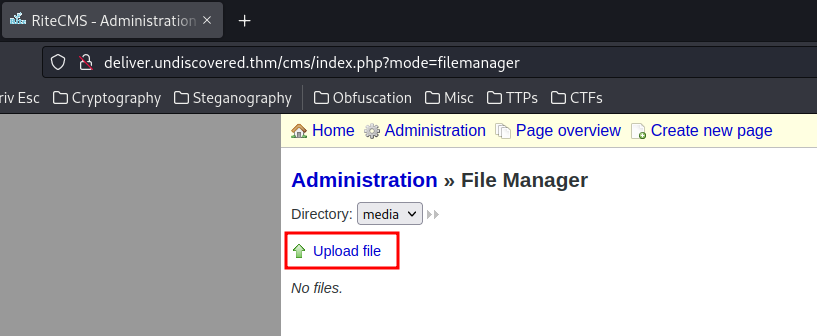 RiteCMS - Administration
deliver.undiscovered.thm/cms/index.php?mode=filemanager
riv Esc Cryptography Steganography Obfuscation Misc TTPs CTFs
Home Administration Page overview Create new page
Administration » File Manager
Directory: media
Upload file
No files.